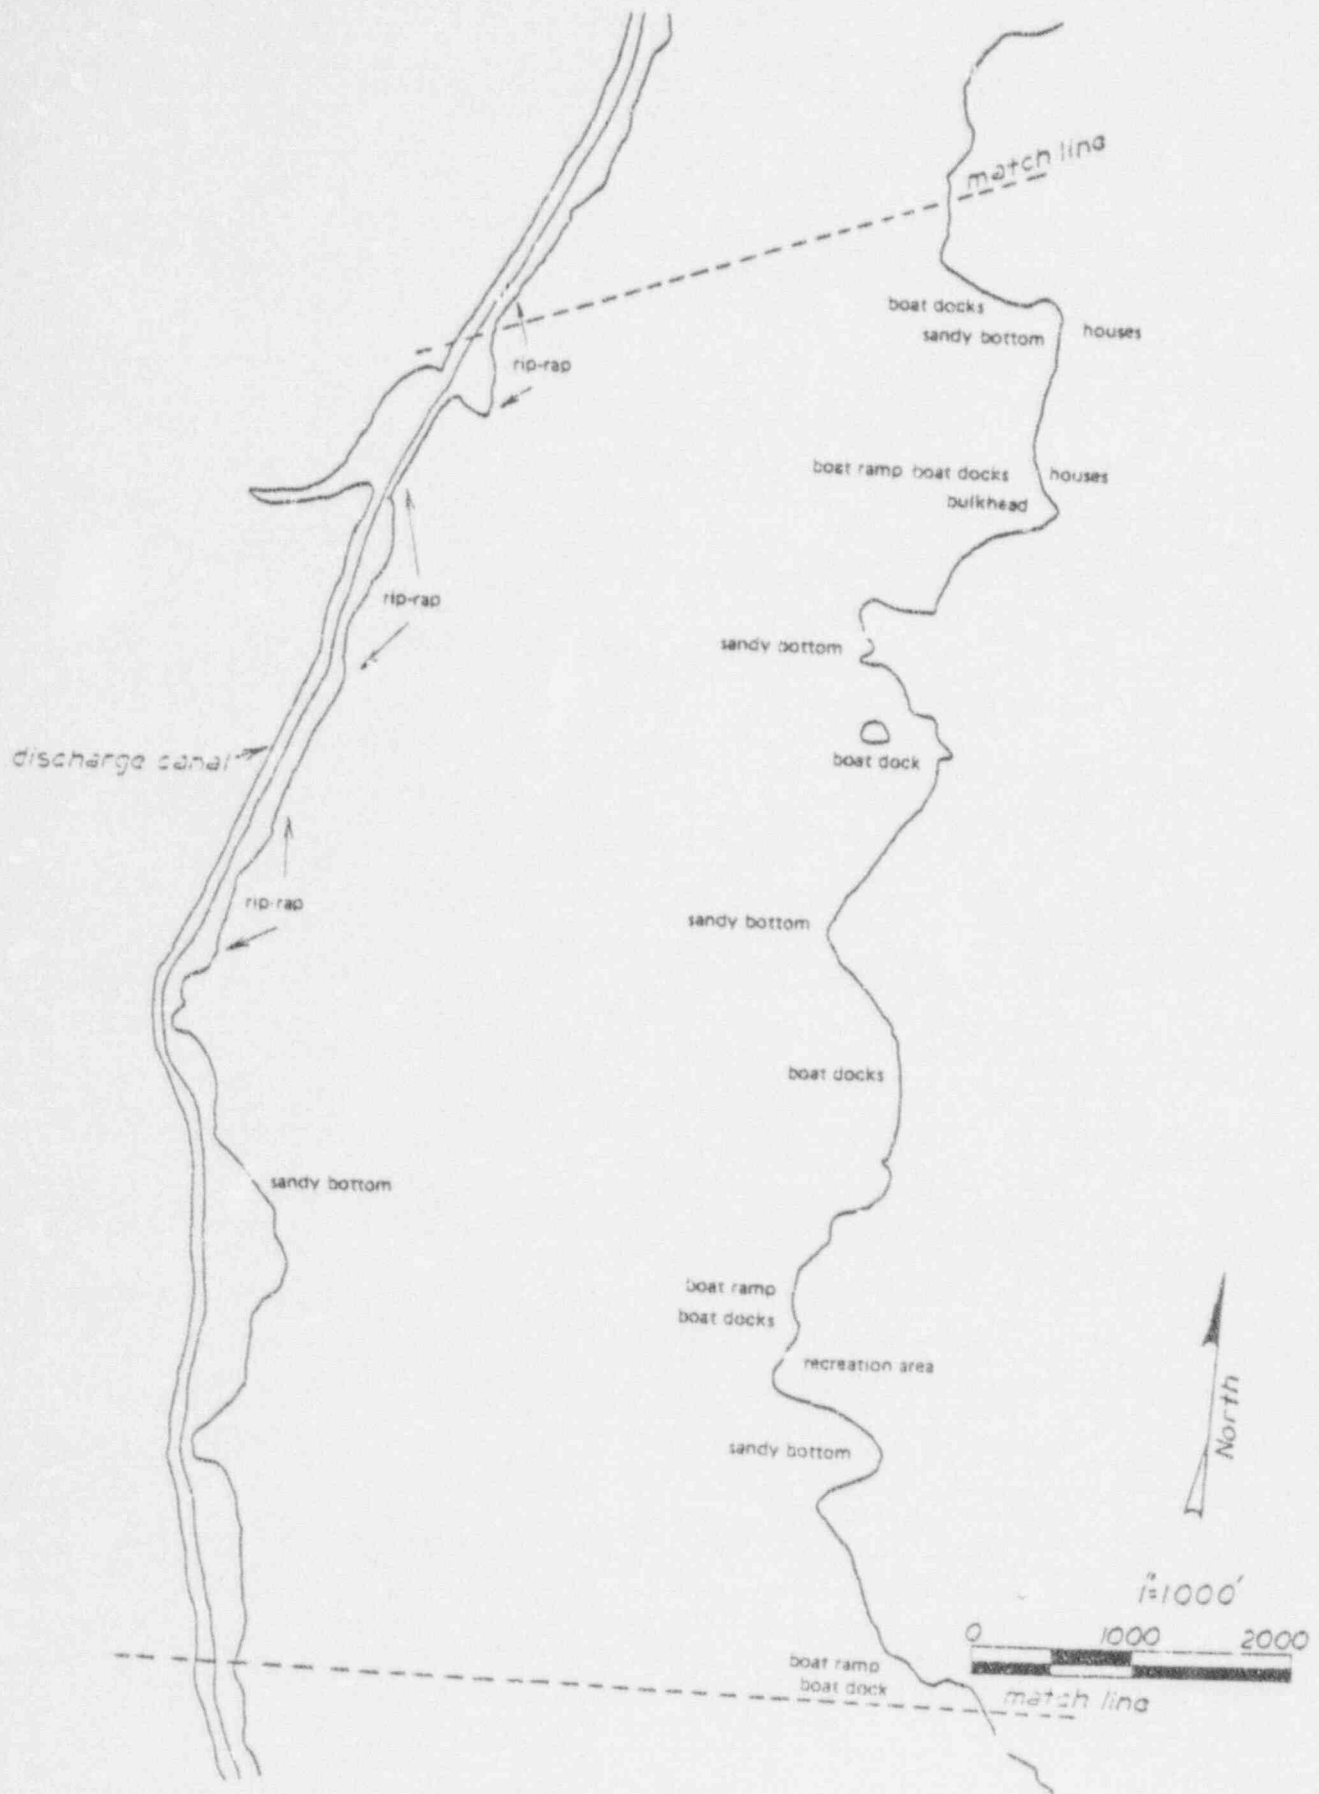 match line
boat docks
sandy bottom
houses
rip-rap
boat ramp boat docks
houses
bulkhead
rip-rap
sandy bottom
discharge canal
boat dock
rip-rap
sandy bottom
boat docks
sandy bottom
boat ramp
boat docks
recreation area
North
sandy bottom
1"=1000'
0 1000 2000
boat ramp
boat dock
match line